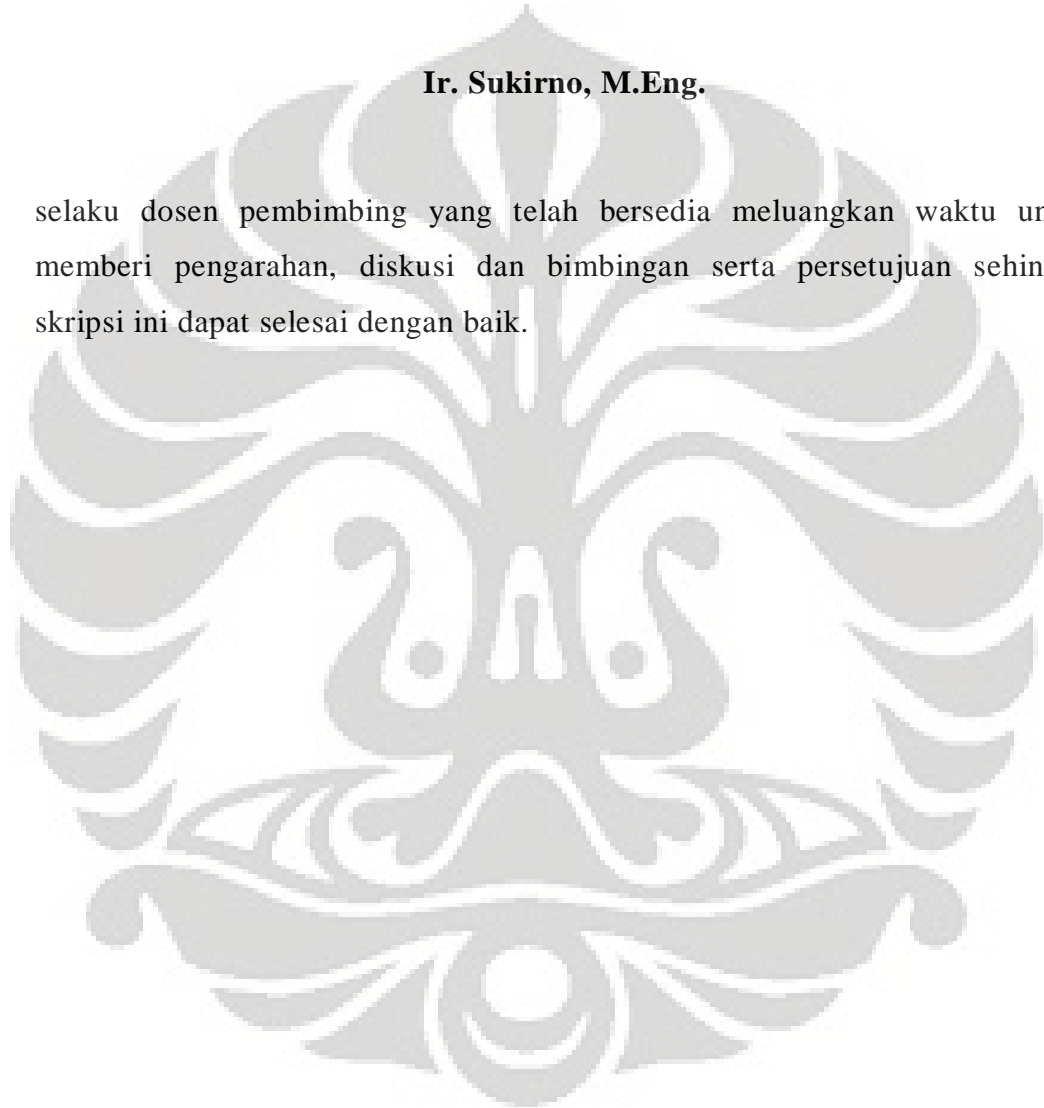 Ir. Sukirno, M.Eng.
selaku dosen pembimbing yang telah bersedia meluangkan waktu un
memberi pengarahan, diskusi dan bimbingan serta persetujuan sehin
skripsi ini dapat selesai dengan baik.